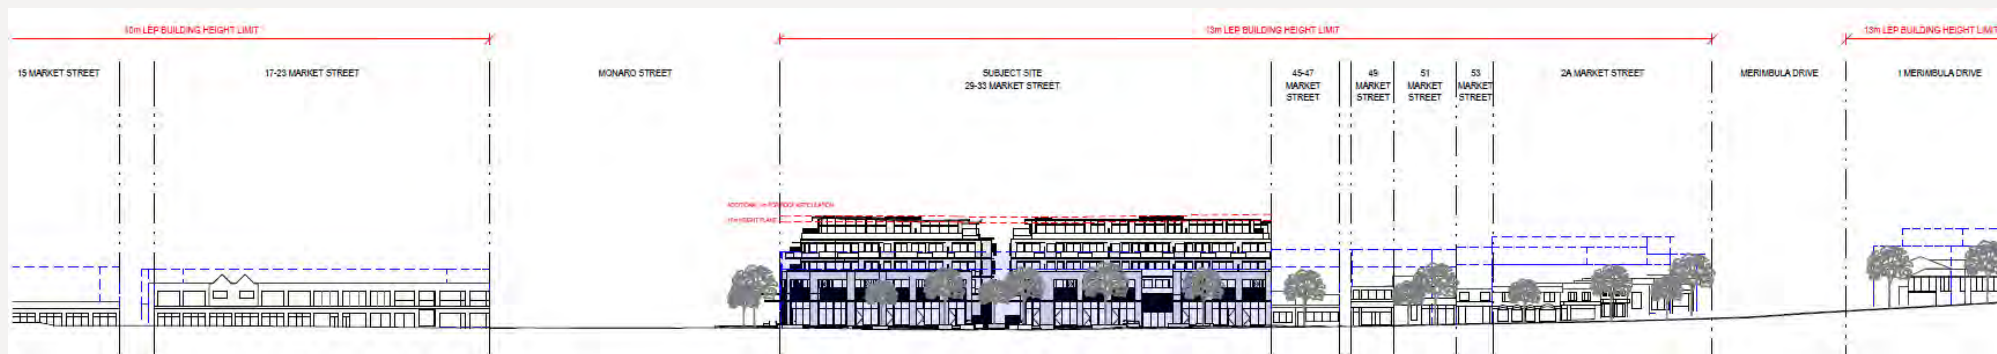 10m LEP BUILDING HEIGHT LIMIT
13m LEP BUILDING HEIGHT LIMIT
13m LEP BUILDING HEIGHT LIMIT
15 MARKET STREET
17-23 MARKET STREET
MONARO STREET
SUBJECT SITE
29-33 MARKET STREET
45-47
MARKET
STREET
49
MARKET
STREET
51
MARKET
STREET
53
MARKET
STREET
2A MARKET STREET
MERIMBULA DRIVE
1 MERIMBULA DRIVE
HEIGHT PLANE